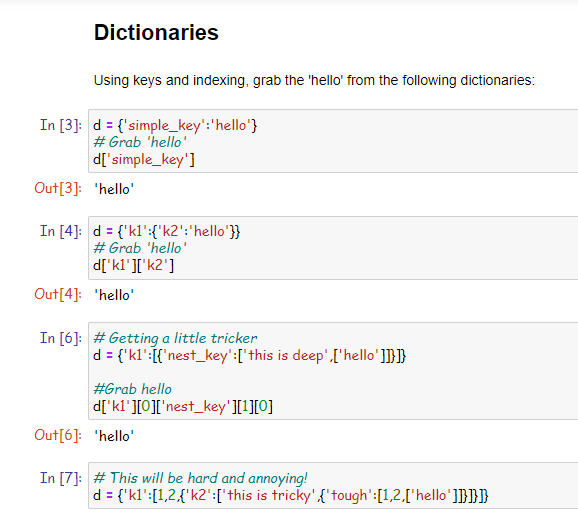 Dictionaries
Using keys and indexing, grab the 'hello' from the following dictionaries:
In [3]: d = {'simple_key':'hello'}
# Grab 'hello'
d['simple_key']
Out[3]: 'hello'
In [4]: d = {'k1':{'k2':'hello'}}
# Grab 'hello'
d['k1']['k2']
Out[4]: 'hello'
In [6]: # Getting a little tricker
d = {'k1':[{'nest_key':['this is deep',['hello']]}]}
#Grab hello
d['k1'][0]['nest_key'][1][0]
Out[6]: 'hello'
In [7]: # This will be hard and annoying!
d = {'k1':[1,2,{'k2':['this is tricky',{'tough':[1,2,['hello']]}]}]}